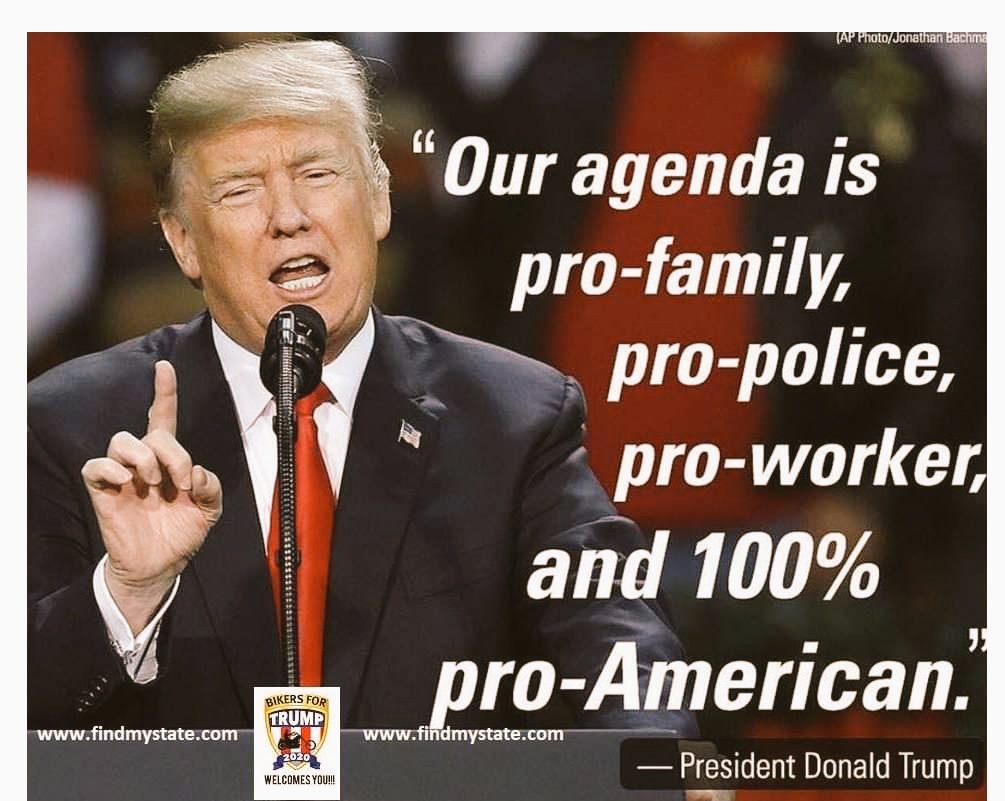 (AP Photo/Jonathan Bachma
“Our agenda is
pro-family,
pro-police,
pro-worker,
and 100%
pro-American.”
— President Donald Trump
www.findmystate.com
BIKERS FOR
TRUMP
2020
WELCOMES YOU!!!
www.findmystate.com